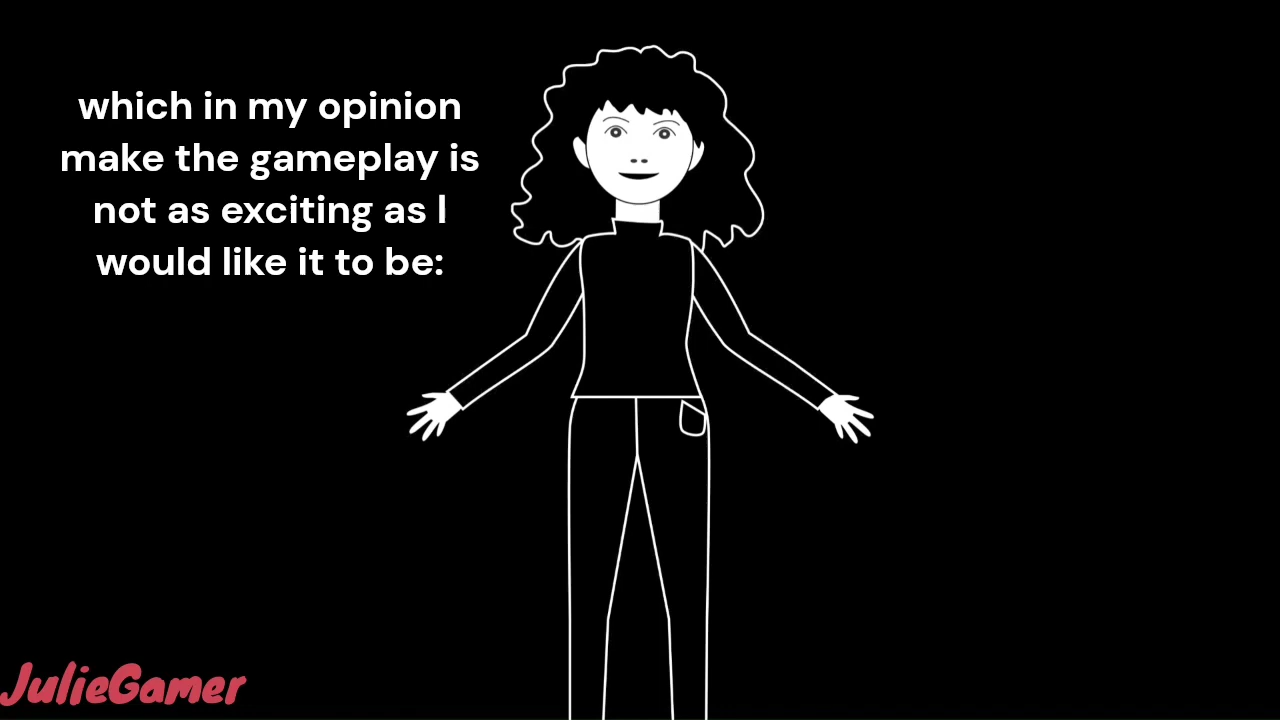 which in my opinion
make the gameplay is
not as exciting as I
would like it to be:
JulieGamer